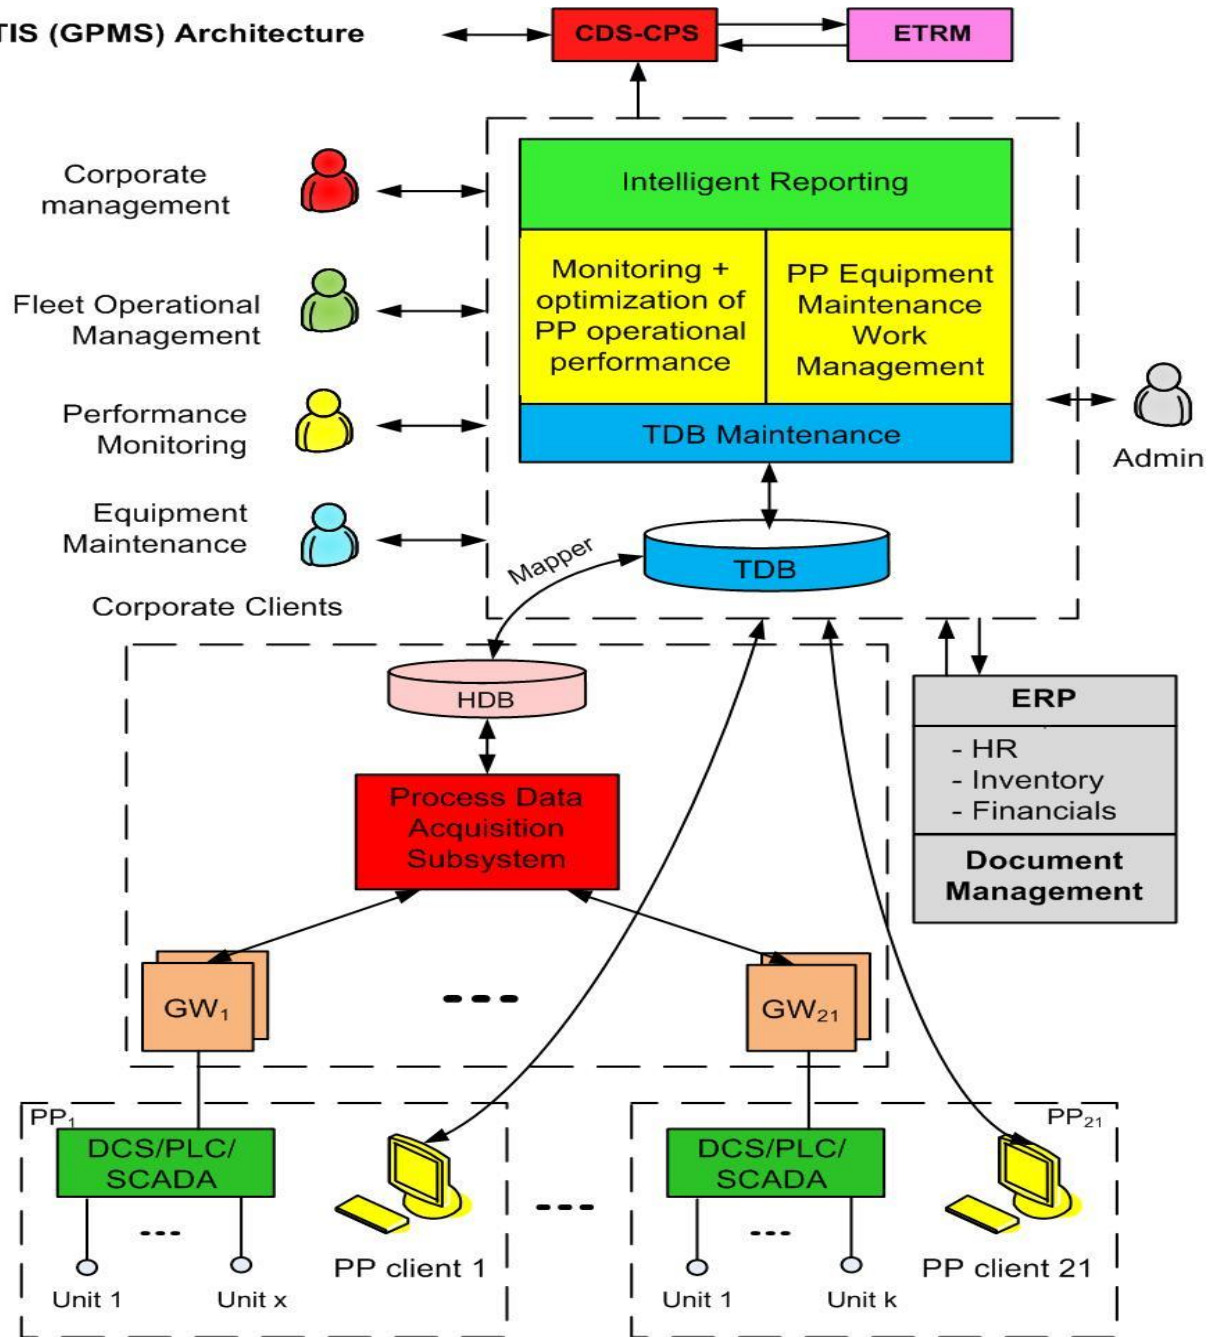 TIS (GPMS) Architecture
CDS-CPS
ETRM
Corporate
management
Intelligent Reporting
Fleet Operational
Management
Monitoring +
optimization of
PP operational
performance
PP Equipment
Maintenance
Work
Management
Performance
Monitoring
TDB Maintenance
Admin
Equipment
Maintenance
Mapper
TDB
Corporate Clients
HDB
ERP
- HR
- Inventory
- Financials
Process Data
Acquisition
Subsystem
Document
Management
GW₁
GW₂₁
PP₁
DCS/PLC/
SCADA
PP client 1
Unit 1
Unit x
PP₂₁
DCS/PLC/
SCADA
PP client 21
Unit 1
Unit k